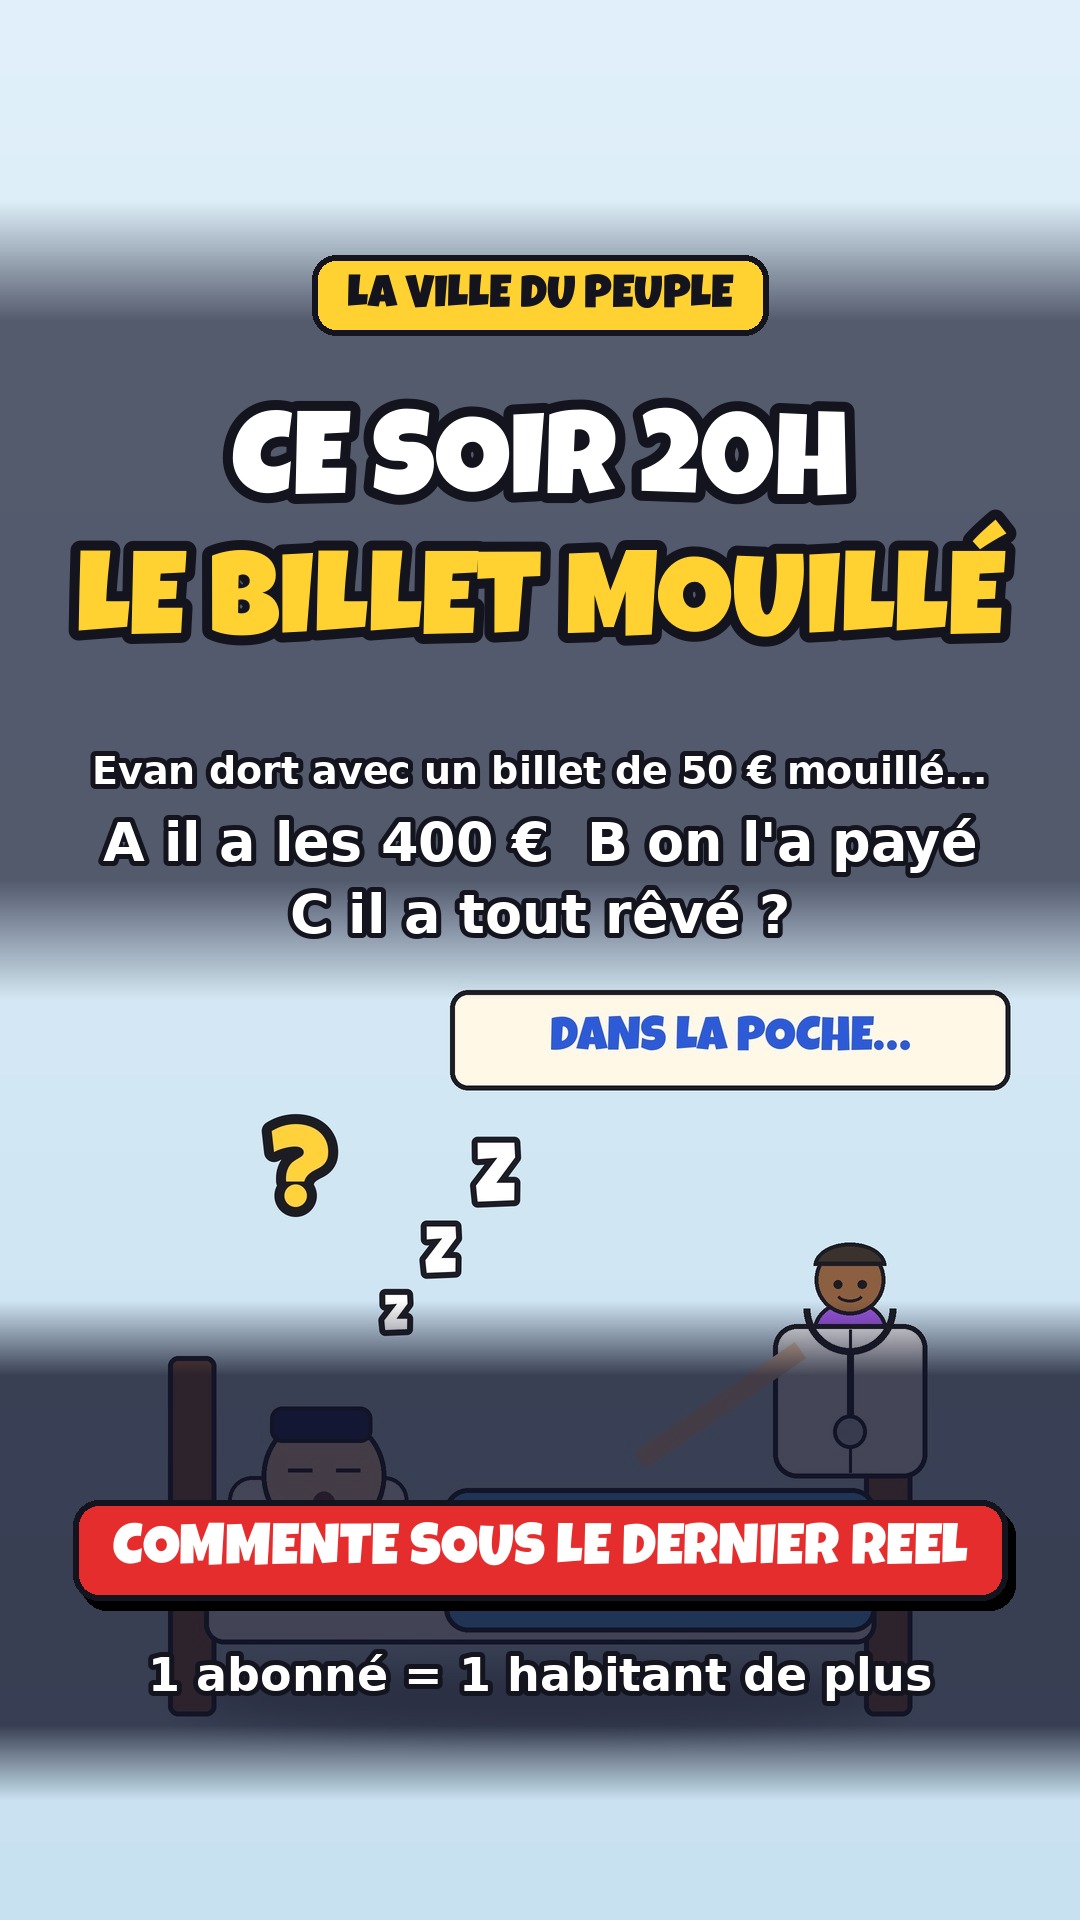 LA VILLE DU PEUPLE
CE SOIR 20H
LE BILLET MOUILLÉ
Evan dort avec un billet de 50 € mouillé...
A il a les 400 €  B on l'a payé
C il a tout rêvé ?
DANS LA POCHE...
?
Z
Z
Z
COMMENTE SOUS LE DERNIER REEL
1 abonné = 1 habitant de plus